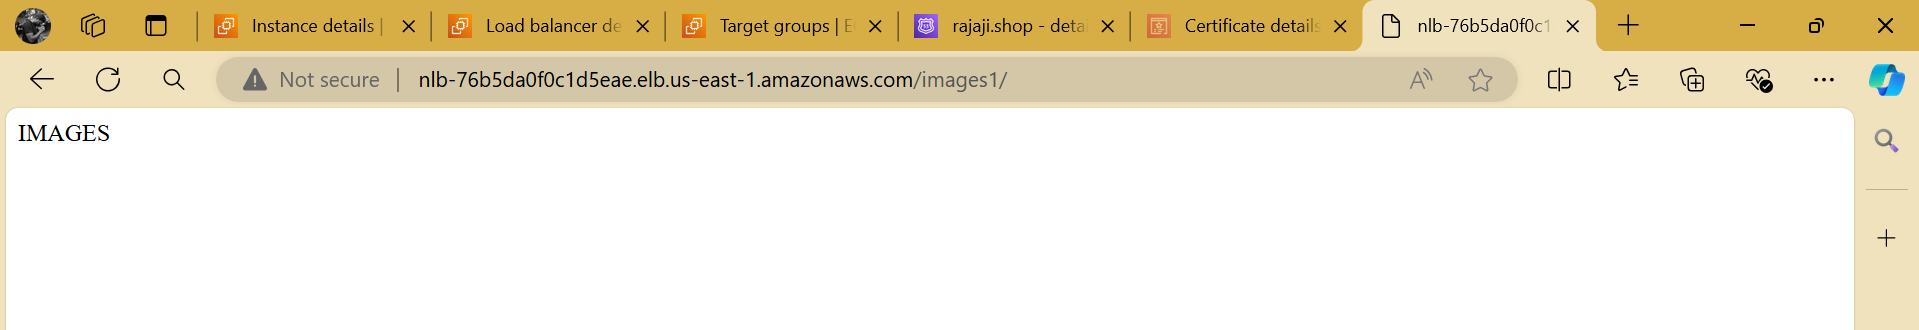 Instance details |
Load balancer de
Target groups | E
rajaji.shop - detai
Certificate details
nlb-76b5da0f0c1
Not secure
nlb-76b5da0f0c1d5eae.elb.us-east-1.amazonaws.com/images1/
IMAGES